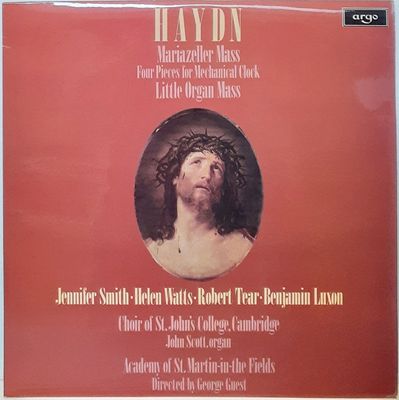 HAYDN
argo
Mariazeller Mass
Four Pieces for Mechanical Clock
Little Organ Mass
Jennifer Smith·Helen Watts·Robert Tear·Benjamin Luxon
Choir of St. John's College, Cambridge
John Scott, organ
Academy of St. Martin-in-the Fields
Directed by George Guest